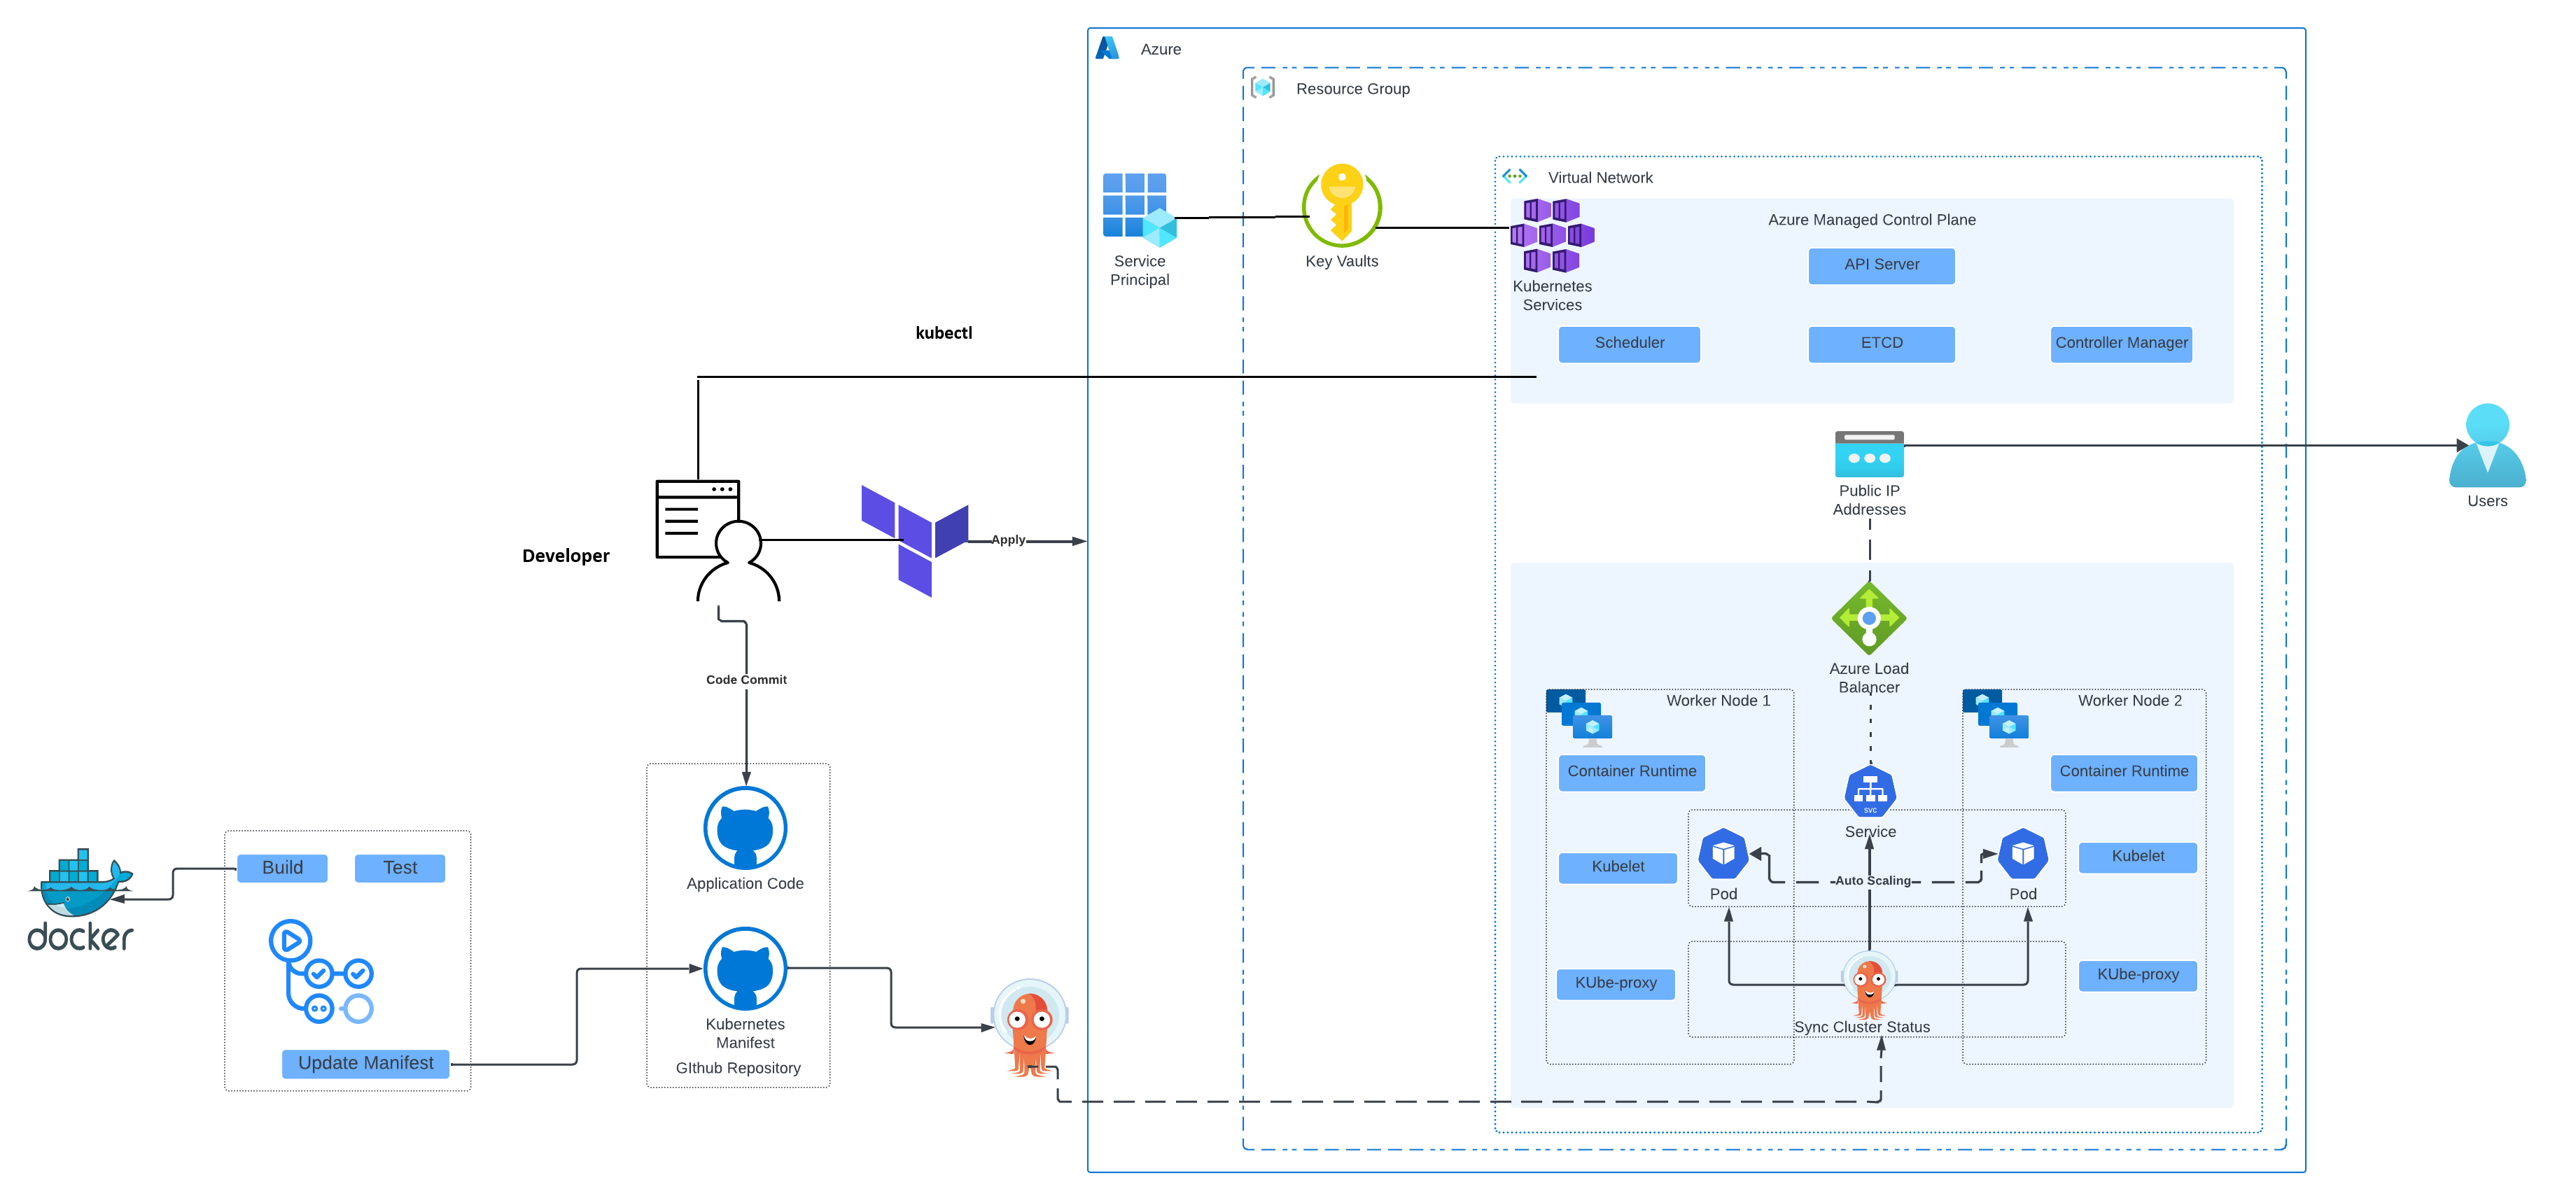 Azure
Resource Group
Virtual Network
Azure Managed Control Plane
API Server
Service
Principal
Key Vaults
Kubernetes
Services
Scheduler
ETCD
Controller Manager
kubectl
Public IP
Addresses
Users
Developer
Apply
Code Commit
Azure Load
Balancer
Worker Node 1
Worker Node 2
Container Runtime
Container Runtime
svc
Service
Kubelet
Kubelet
Pod
Auto Scaling
Pod
KUbe-proxy
KUbe-proxy
Sync Cluster Status
Build
Test
docker
Update Manifest
Application Code
Kubernetes
Manifest
GIthub Repository